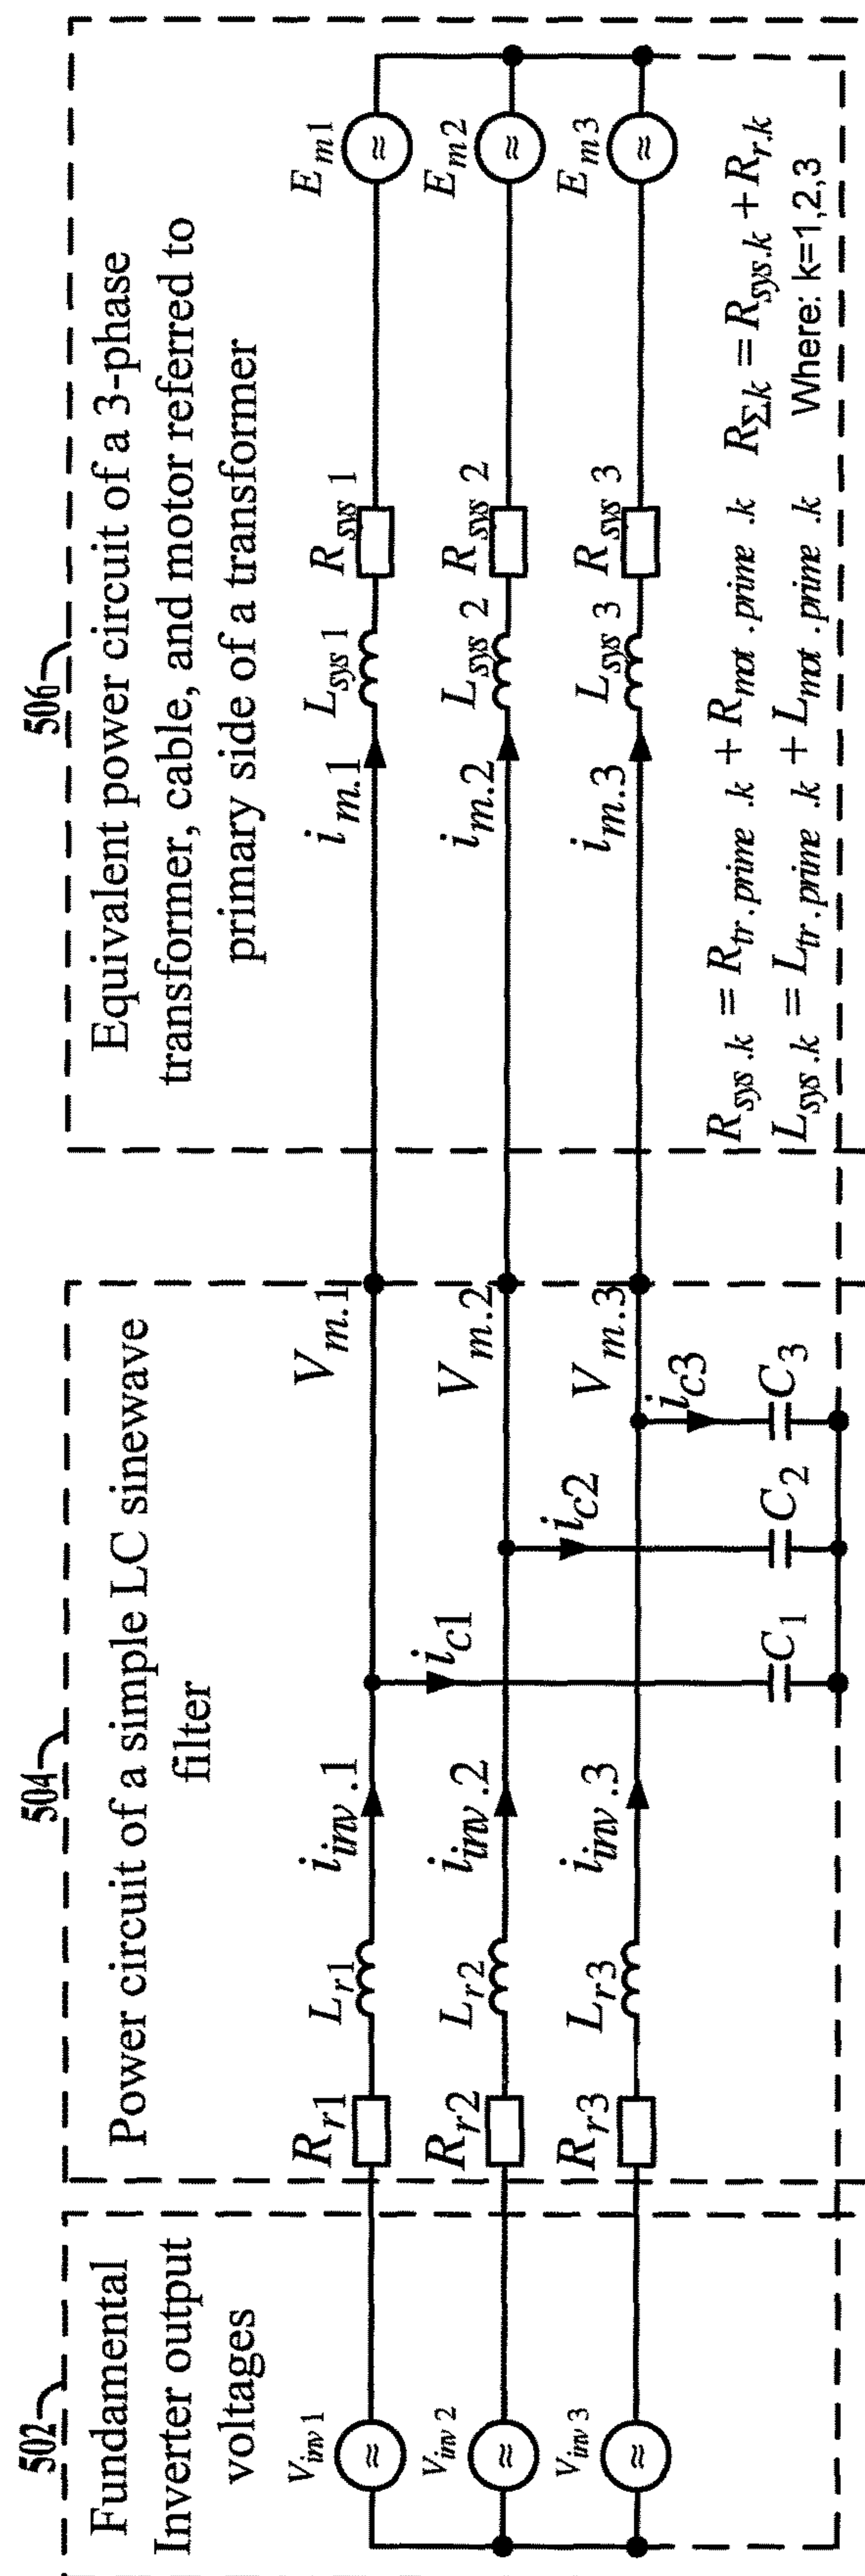 502
Fundamental
Inverter output
voltages
V_inv 1
V_inv 2
V_inv 3
504
Power circuit of a simple LC sinewave
filter
R_r1
L_r1
i_inv .1
V_m.1
R_r2
L_r2
i_inv .2
V_m.2
R_r3
L_r3
i_inv .3
V_m.3
i_c1
i_c2
i_c3
C_1
C_2
C_3
506
Equivalent power circuit of a 3-phase
transformer, cable, and motor referred to
primary side of a transformer
i_m.1
L_sys 1
R_sys 1
E_m1
i_m.2
L_sys 2
R_sys 2
E_m2
i_m.3
L_sys 3
R_sys 3
E_m3
R_sys .k = R_tr.prime .k + R_mot .prime .k
R_Σk = R_sys.k + R_r.k
L_sys .k = L_tr.prime .k + L_mot .prime .k
Where: k=1,2,3